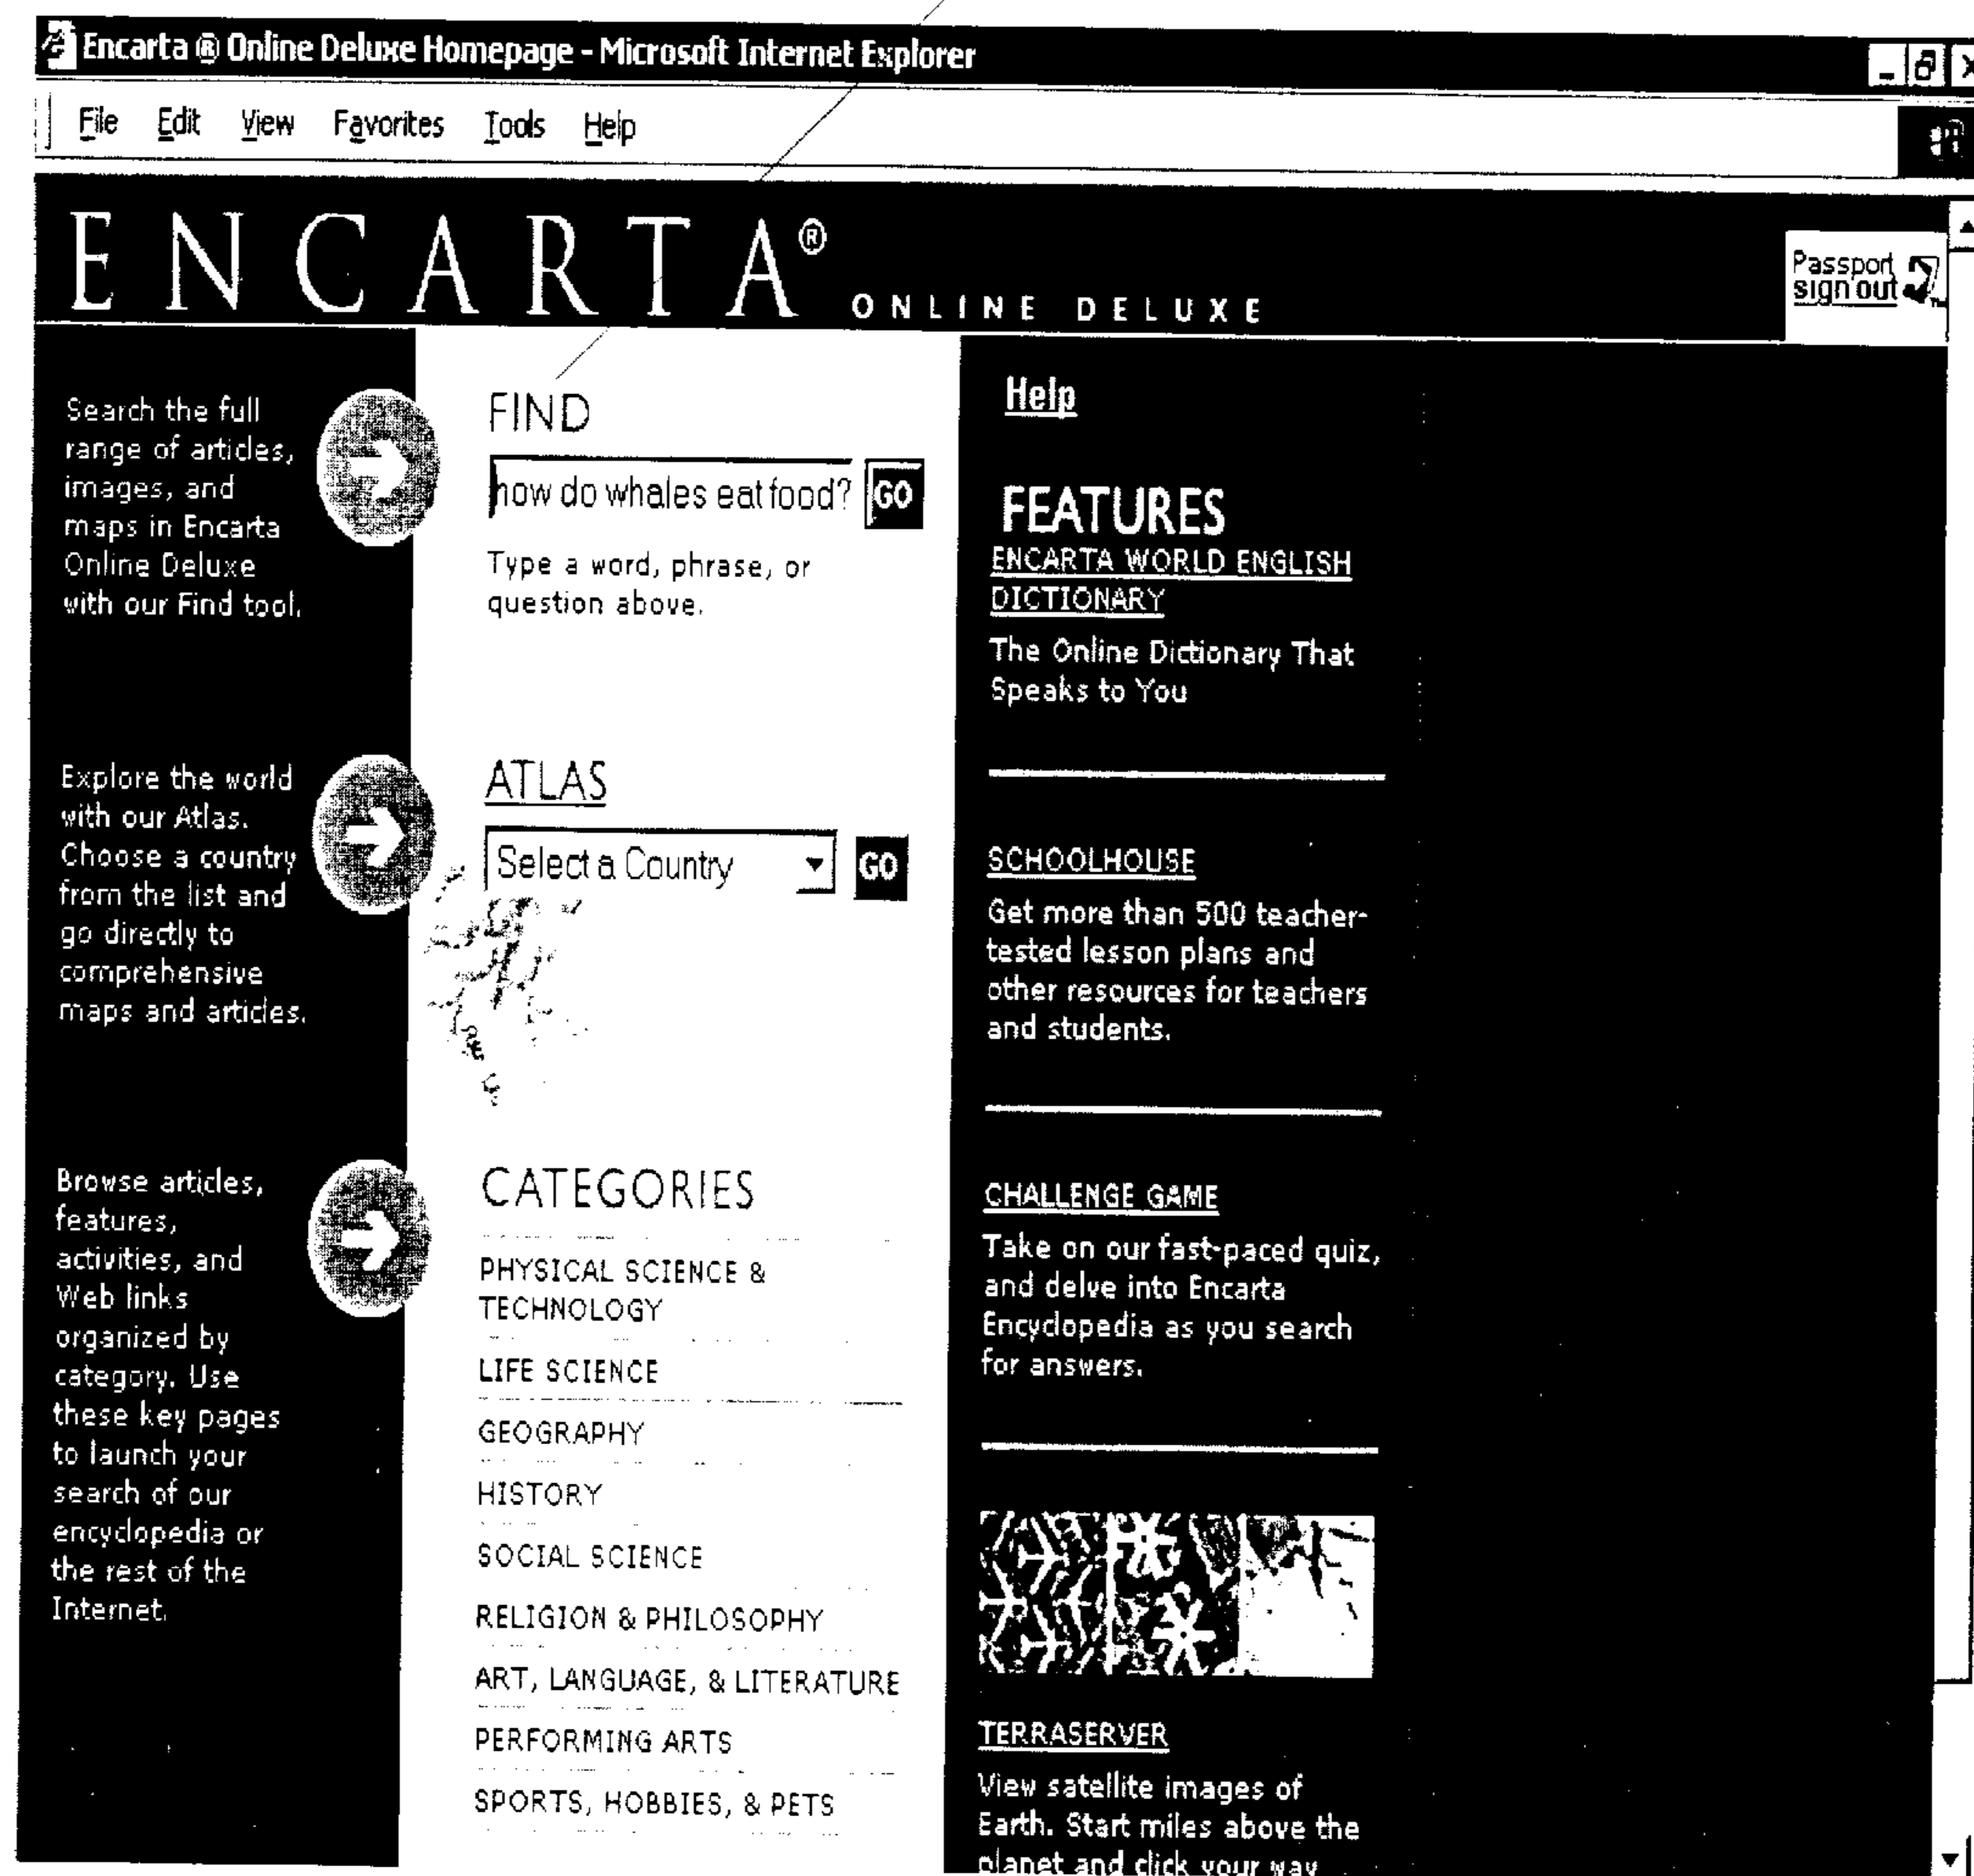 Encarta ® Online Deluxe Homepage - Microsoft Internet Explorer
File Edit View Favorites Tools Help
ENCARTA® ONLINE DELUXE
Passport
sign out
Search the full
range of articles,
images, and
maps in Encarta
Online Deluxe
with our Find tool.
FIND
how do whales eat food? GO
Type a word, phrase, or
question above.
Explore the world
with our Atlas.
Choose a country
from the list and
go directly to
comprehensive
maps and articles.
ATLAS
Select a Country GO
Browse articles,
features,
activities, and
Web links
organized by
category. Use
these key pages
to launch your
search of our
encyclopedia or
the rest of the
Internet.
CATEGORIES
PHYSICAL SCIENCE &
TECHNOLOGY
LIFE SCIENCE
GEOGRAPHY
HISTORY
SOCIAL SCIENCE
RELIGION & PHILOSOPHY
ART, LANGUAGE, & LITERATURE
PERFORMING ARTS
SPORTS, HOBBIES, & PETS
Help
FEATURES
ENCARTA WORLD ENGLISH
DICTIONARY
The Online Dictionary That
Speaks to You
SCHOOLHOUSE
Get more than 500 teacher-
tested lesson plans and
other resources for teachers
and students.
CHALLENGE GAME
Take on our fast-paced quiz,
and delve into Encarta
Encyclopedia as you search
for answers.
TERRASERVER
View satellite images of
Earth. Start miles above the
planet and click your way